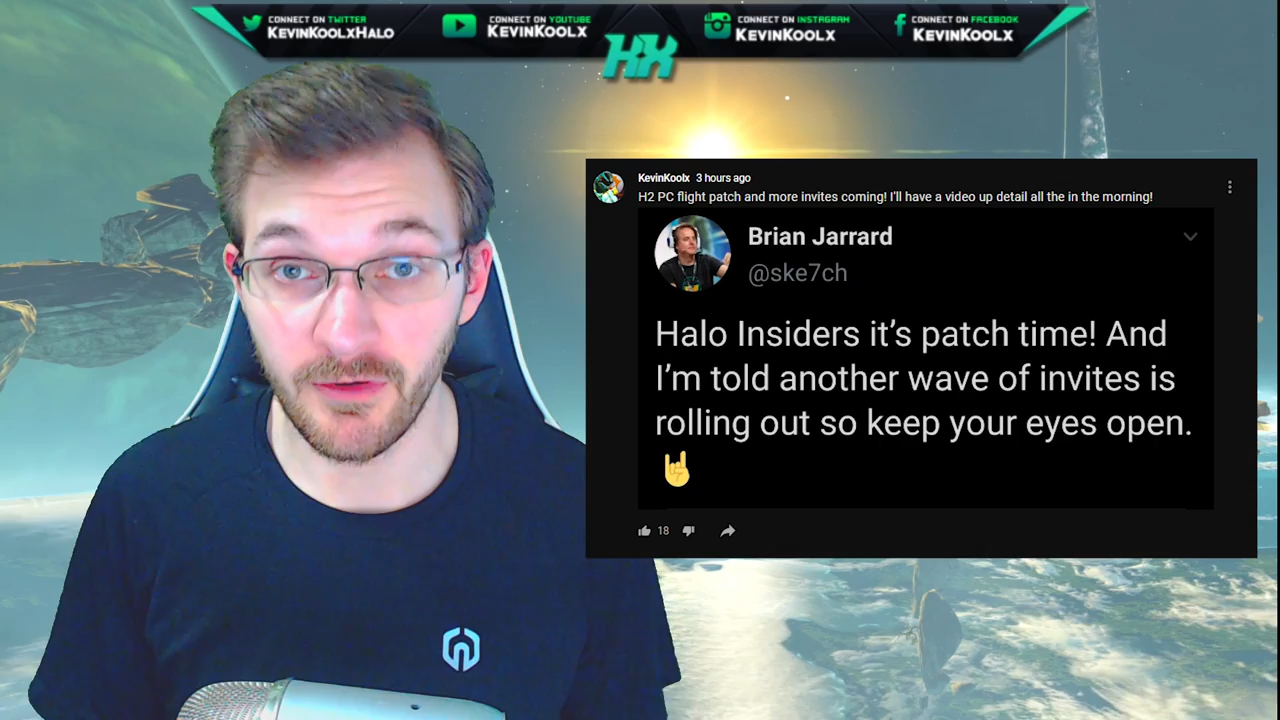 CONNECT ON TWITTER
KEVINKOOLXHALO
CONNECT ON YOUTUBE
KEVINKOOLX
KX
CONNECT ON INSTAGRAM
KEVINKOOLX
CONNECT ON FACEBOOK
KEVINKOOLX
KevinKoolx 3 hours ago
H2 PC flight patch and more invites coming! I'll have a video up detail all the in the morning!
Brian Jarrard
@ske7ch
Halo Insiders it's patch time! And
I'm told another wave of invites is
rolling out so keep your eyes open.
🤘
18